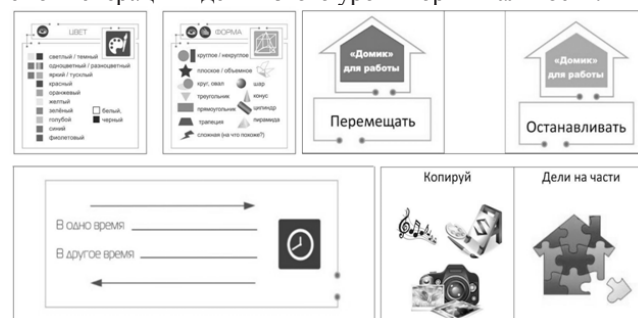 ЦВЕТ
светлый / темный
одноцветный / разноцветный
яркий / тусклый
красный
оранжевый
желтый
зелёный
белый.
голубой
черный
синий
фиолетовый
ФОРМА
круглое / некруглое
плоское / объемное
круг, овал
шар
треугольник
конус
прямоугольник
цилиндр
трапеция
пирамида
сложная (на что похоже?)
«Домик»
для работы
Перемещать
«Домик»
для работы
Останавливать
В одно время
В другое время
Копируй
Дели на части